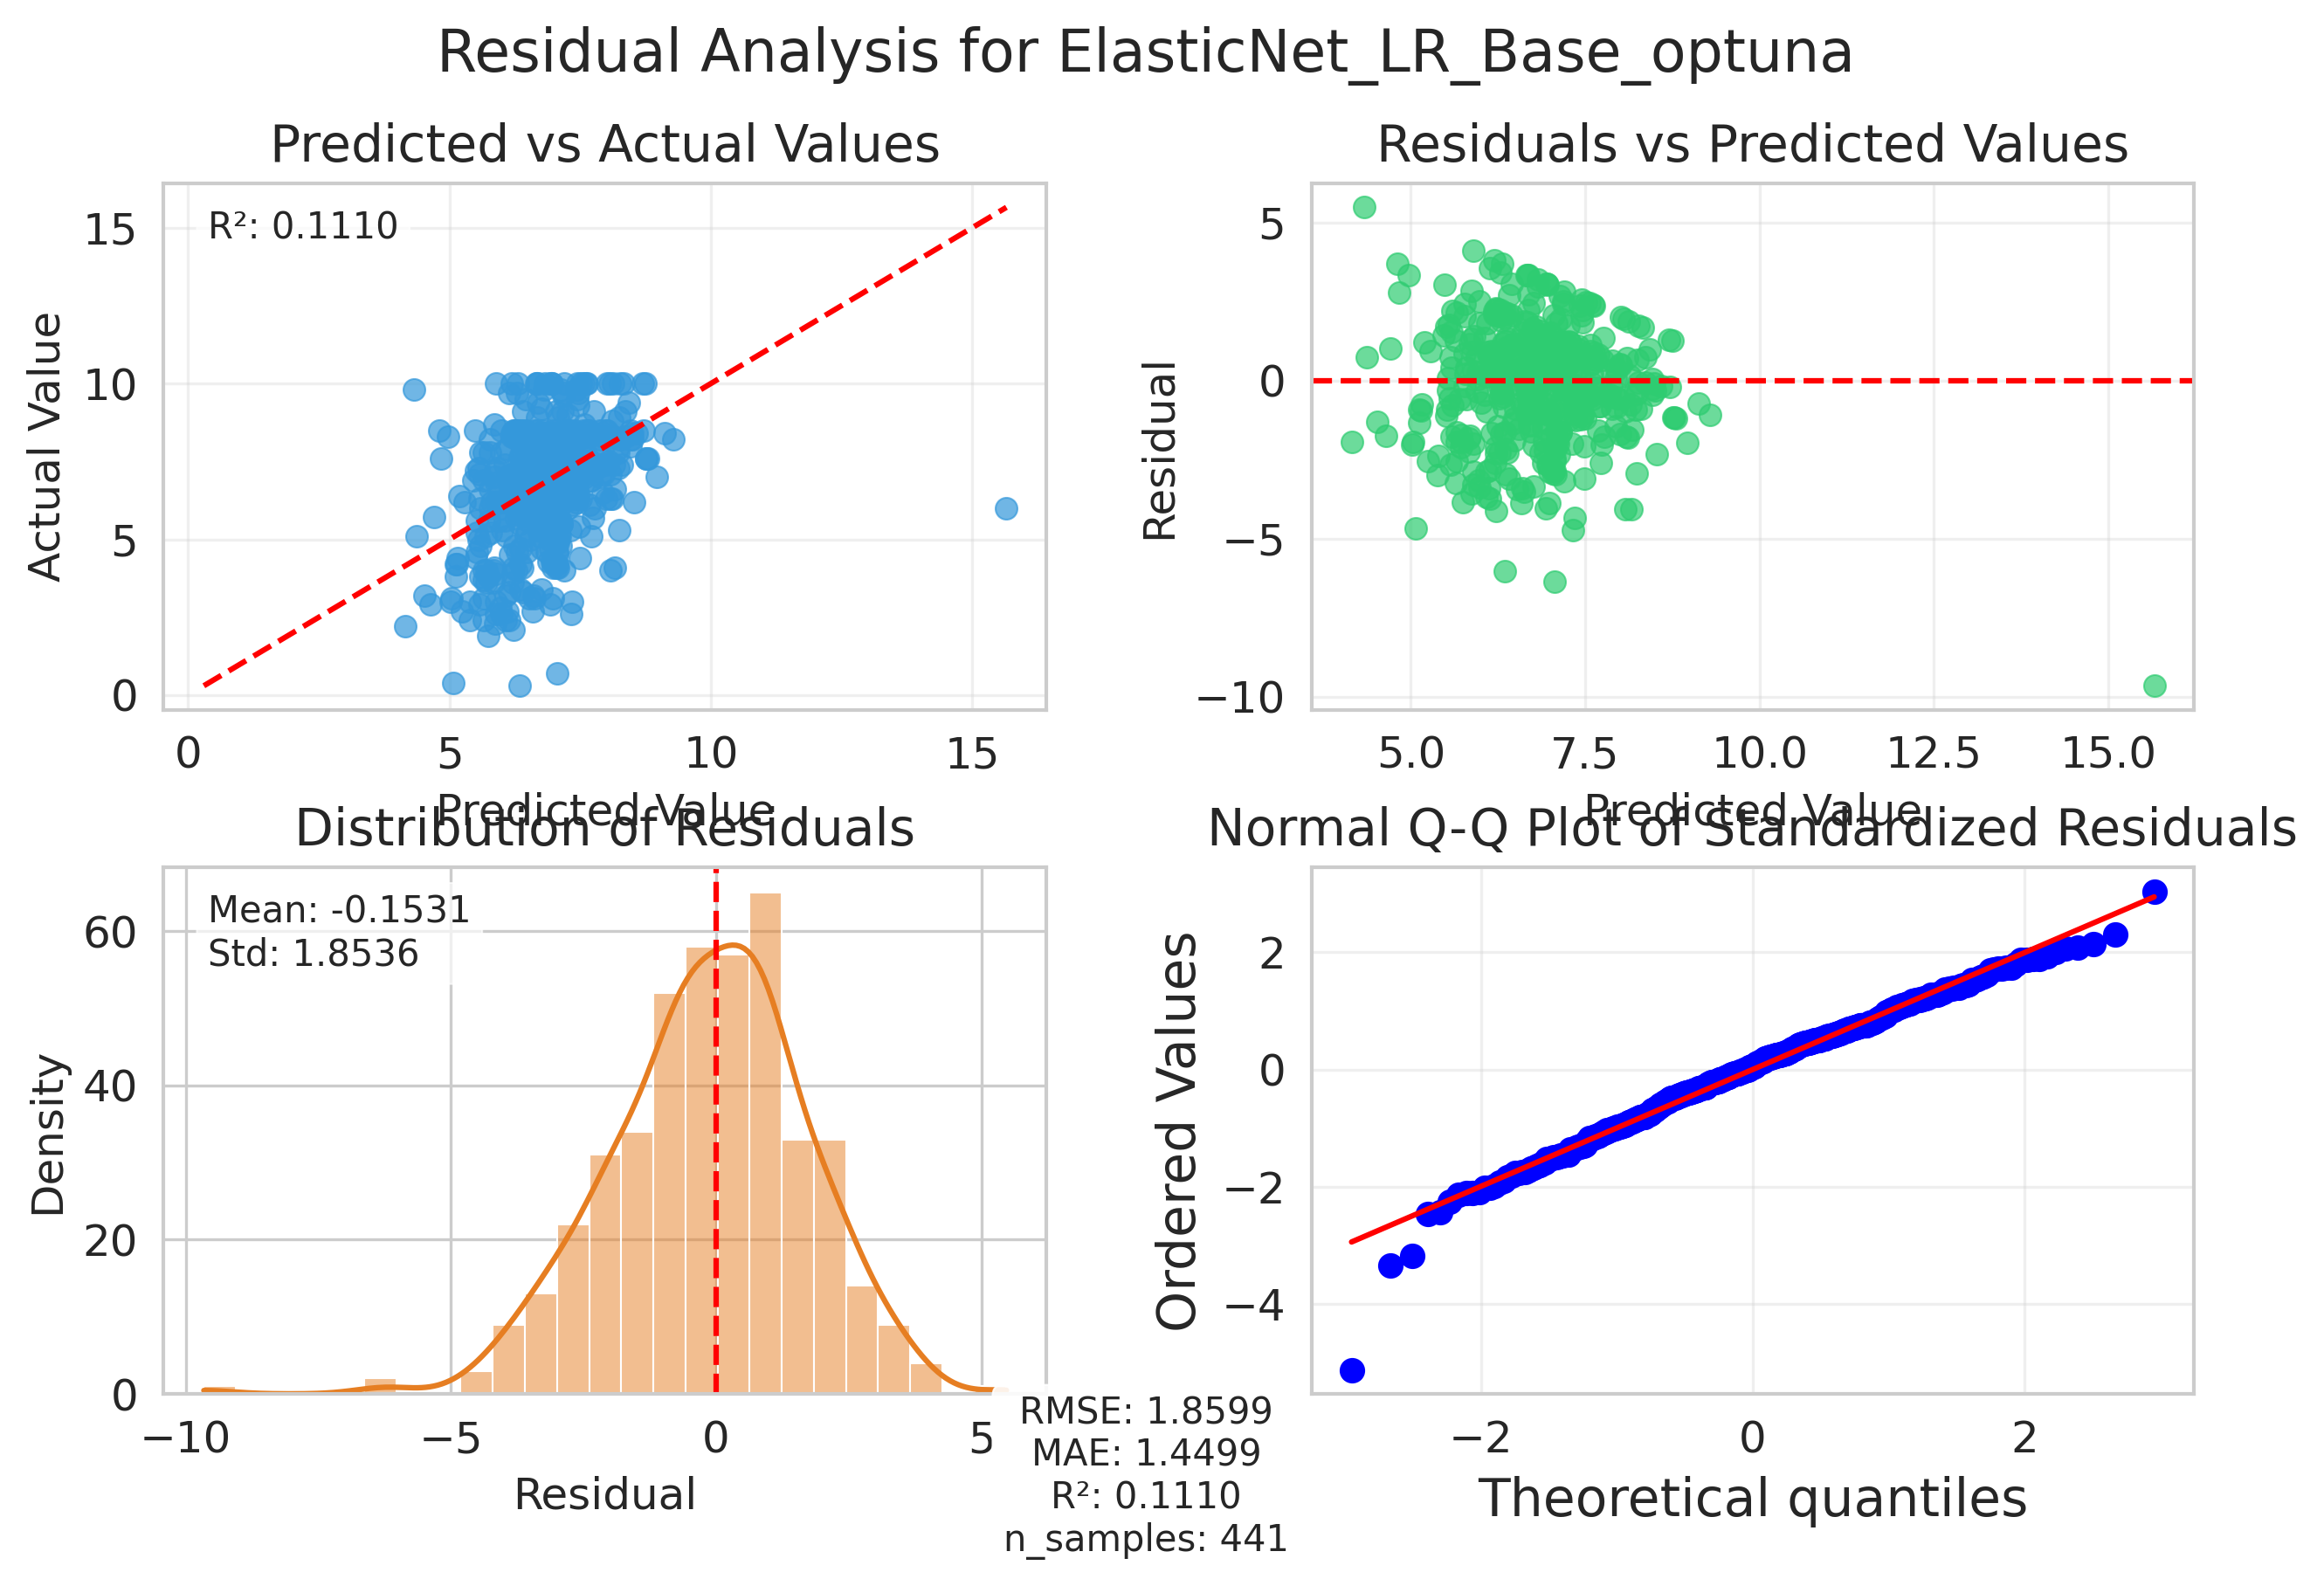 Residual Analysis for ElasticNet_LR_Base_optuna
Predicted vs Actual Values
R²: 0.1110
Actual Value
15
10
5
0
0
5
10
15
Predicted Value
Residuals vs Predicted Values
Residual
5
0
−5
−10
5.0
7.5
10.0
12.5
15.0
Predicted Value
Distribution of Residuals
Mean: -0.1531
Std: 1.8536
Density
60
40
20
0
−10
−5
0
5
Residual
Normal Q-Q Plot of Standardized Residuals
Ordered Values
2
0
−2
−4
−2
0
2
Theoretical quantiles
RMSE: 1.8599
MAE: 1.4499
R²: 0.1110
n_samples: 441